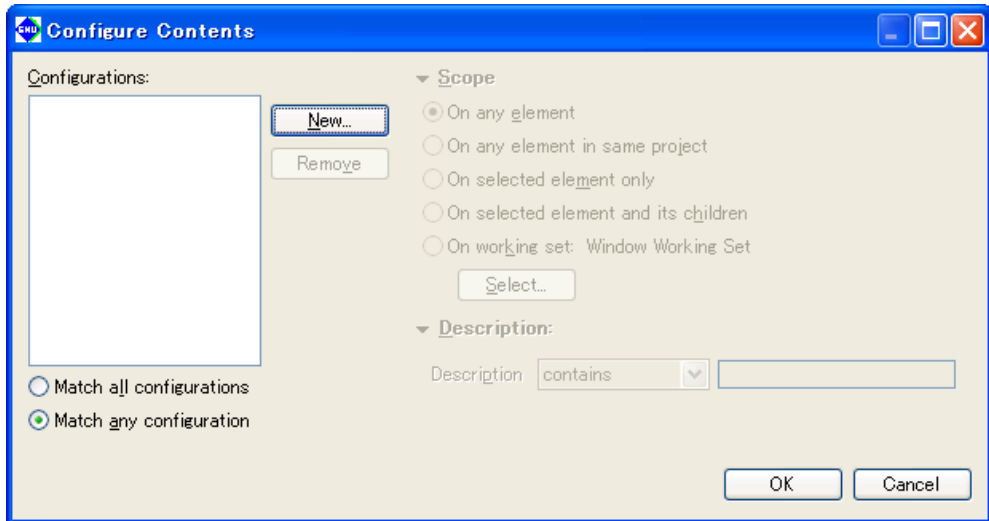 GNU Configure Contents
Configurations:
New...
Remove
Match all configurations
Match any configuration
Scope
On any element
On any element in same project
On selected element only
On selected element and its children
On working set: Window Working Set
Select...
Description:
Description contains
OK Cancel